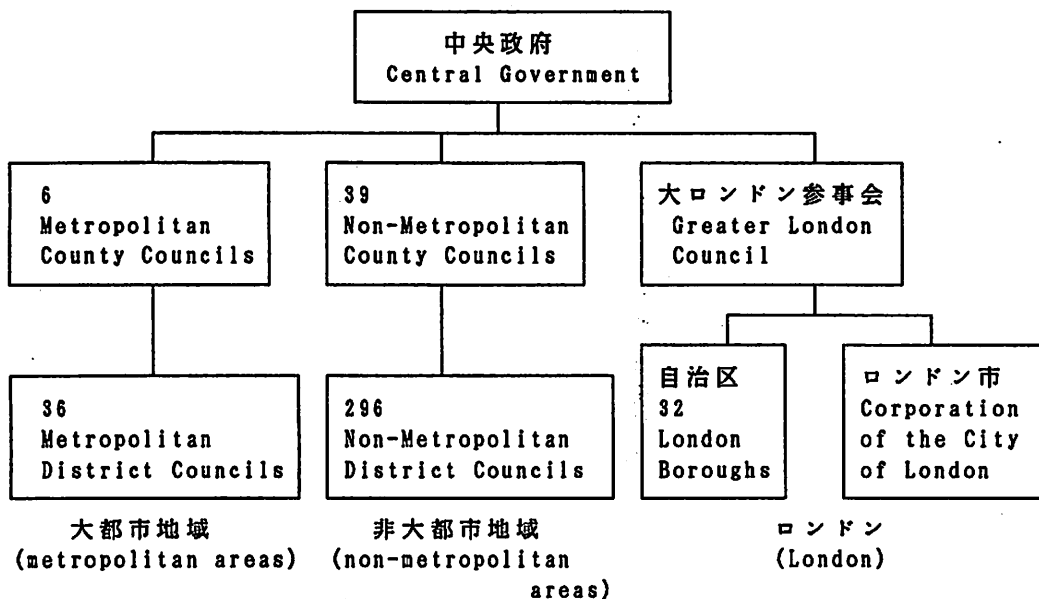 中央政府
Central Government
6
Metropolitan
County Councils
39
Non-Metropolitan
County Councils
大ロンドン参事会
Greater London
Council
36
Metropolitan
District Councils
296
Non-Metropolitan
District Councils
自治区
32
London
Boroughs
ロンドン市
Corporation
of the City
of London
大都市地域
(metropolitan areas)
非大都市地域
(non-metropolitan
areas)
ロンドン
(London)